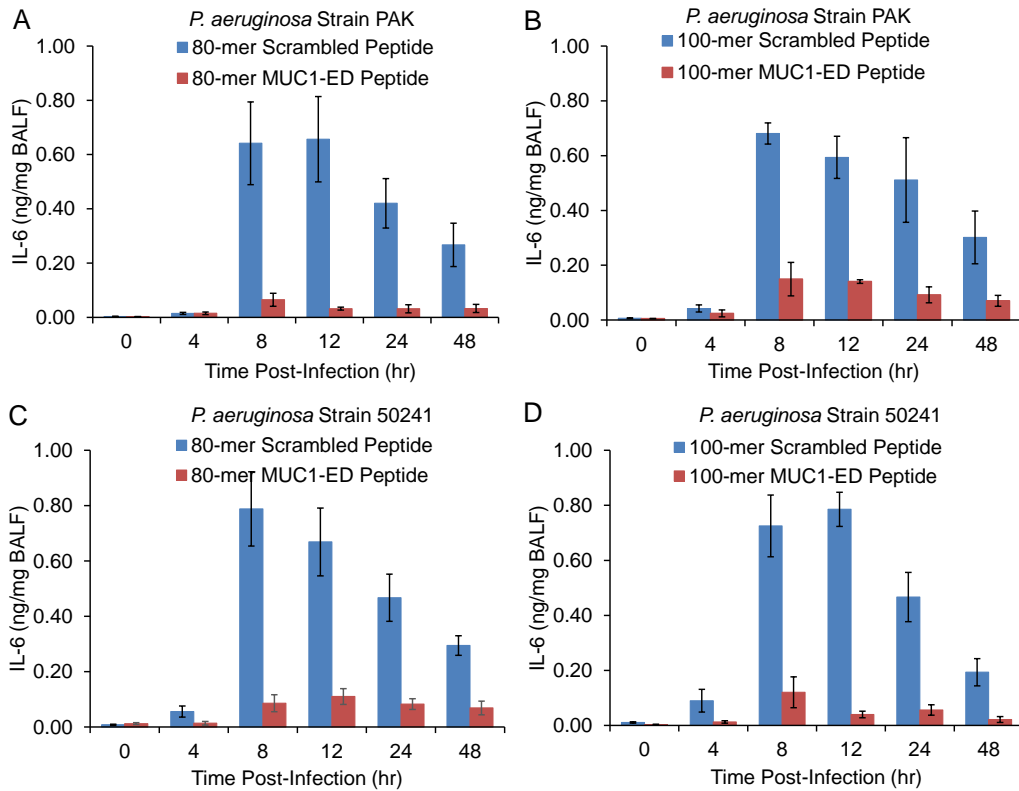 A
P. aeruginosa Strain PAK
80-mer Scrambled Peptide
80-mer MUC1-ED Peptide
IL-6 (ng/mg BALF)
1.00
0.80
0.60
0.40
0.20
0.00
0 4 8 12 24 48
Time Post-Infection (hr)
B
P. aeruginosa Strain PAK
100-mer Scrambled Peptide
100-mer MUC1-ED Peptide
IL-6 (ng/mg BALF)
1.00
0.80
0.60
0.40
0.20
0.00
0 4 8 12 24 48
Time Post-Infection (hr)
C
P. aeruginosa Strain 50241
80-mer Scrambled Peptide
80-mer MUC1-ED Peptide
IL-6 (ng/mg BALF)
1.00
0.80
0.60
0.40
0.20
0.00
0 4 8 12 24 48
Time Post-Infection (hr)
D
P. aeruginosa Strain 50241
100-mer Scrambled Peptide
100-mer MUC1-ED Peptide
IL-6 (ng/mg BALF)
1.00
0.80
0.60
0.40
0.20
0.00
0 4 8 12 24 48
Time Post-Infection (hr)